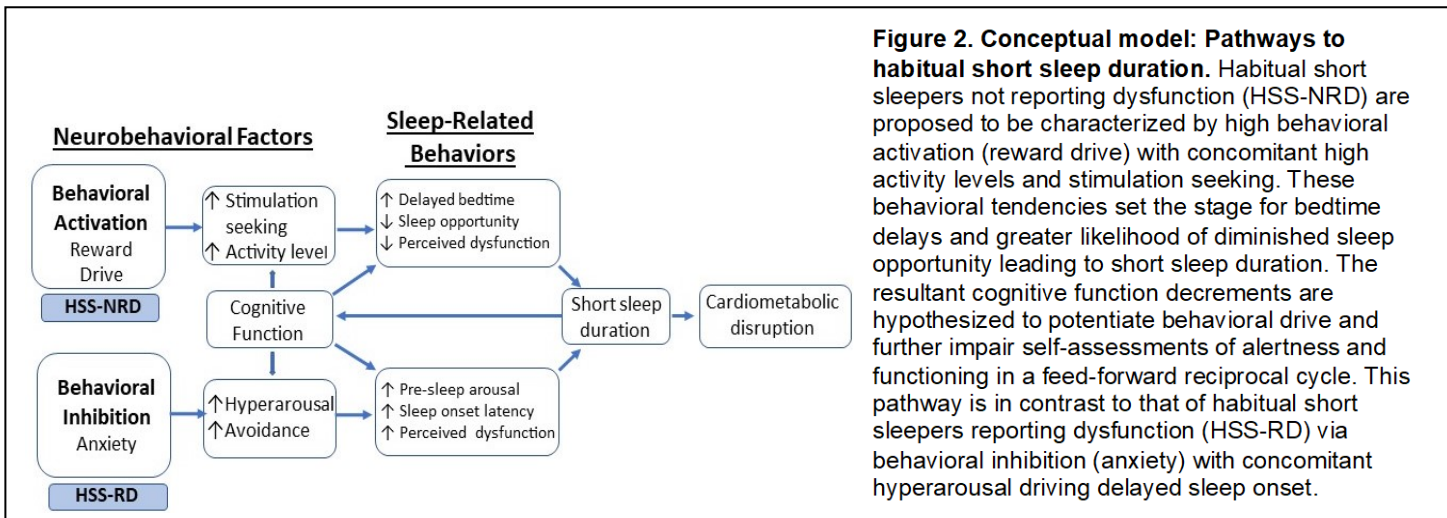 Neurobehavioral Factors
Sleep-Related
Behaviors
Behavioral
Activation
Reward
Drive
HSS-NRD
↑ Stimulation
seeking
↑ Activity level
↑ Delayed bedtime
↓ Sleep opportunity
↓ Perceived dysfunction
Cognitive
Function
Short sleep
duration
Cardiometabolic
disruption
Behavioral
Inhibition
Anxiety
HSS-RD
↑Hyperarousal
↑Avoidance
↑ Pre-sleep arousal
↑ Sleep onset latency
↑ Perceived dysfunction
Figure 2. Conceptual model: Pathways to
habitual short sleep duration. Habitual short
sleepers not reporting dysfunction (HSS-NRD) are
proposed to be characterized by high behavioral
activation (reward drive) with concomitant high
activity levels and stimulation seeking. These
behavioral tendencies set the stage for bedtime
delays and greater likelihood of diminished sleep
opportunity leading to short sleep duration. The
resultant cognitive function decrements are
hypothesized to potentiate behavioral drive and
further impair self-assessments of alertness and
functioning in a feed-forward reciprocal cycle. This
pathway is in contrast to that of habitual short
sleepers reporting dysfunction (HSS-RD) via
behavioral inhibition (anxiety) with concomitant
hyperarousal driving delayed sleep onset.